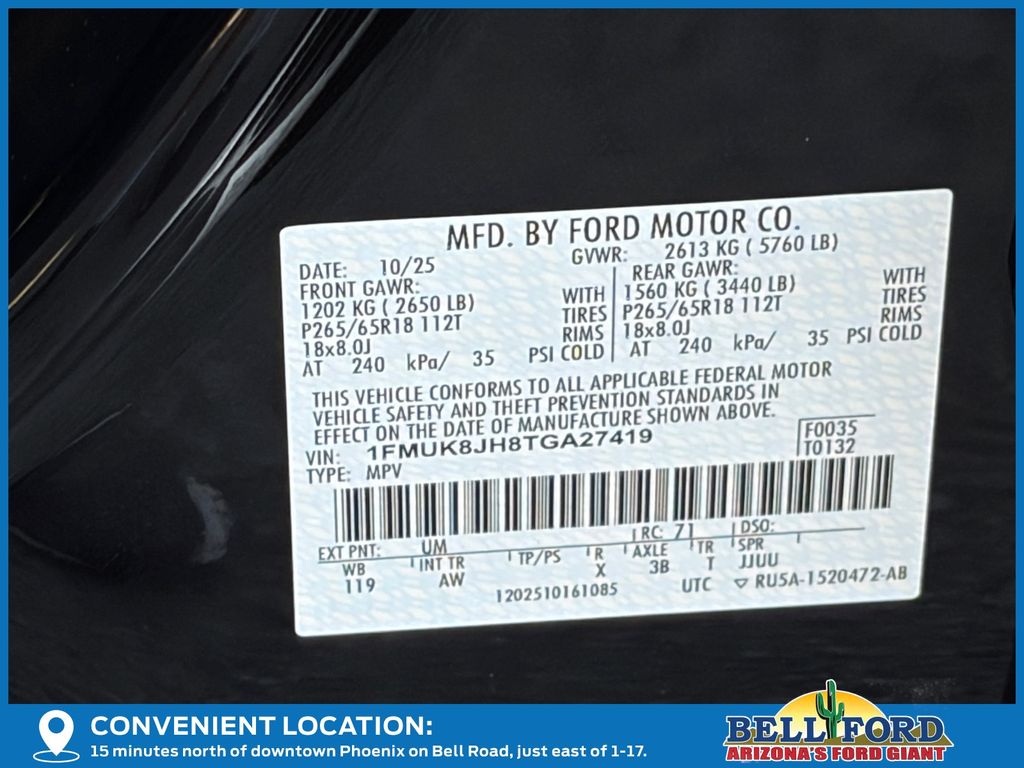 MFD. BY FORD MOTOR CO.
DATE: 10/25
GVWR: 2613 KG ( 5760 LB)
FRONT GAWR:
1202 KG ( 2650 LB)
P265/65R18 112T
18x8.0J
WITH
TIRES
RIMS
AT 240 kPa/ 35 PSI COLD
REAR GAWR:
1560 KG ( 3440 LB)
P265/65R18 112T
18x8.0J
WITH
TIRES
RIMS
AT 240 kPa/ 35 PSI COLD
THIS VEHICLE CONFORMS TO ALL APPLICABLE FEDERAL MOTOR
VEHICLE SAFETY AND THEFT PREVENTION STANDARDS IN
EFFECT ON THE DATE OF MANUFACTURE SHOWN ABOVE.
VIN: 1FMUK8JH8TGA27419
TYPE: MPV
F0035
T0132
EXT PNT: UM RC: 71 DSO:
WB INT TR TP/PS R AXLE TR SPR
119 AW X 3B T JJUU
1202510161085 UTC ▽ RU5A-1520472-AB
CONVENIENT LOCATION:
15 minutes north of downtown Phoenix on Bell Road, just east of 1-17.
BELL FORD
ARIZONA'S FORD GIANT